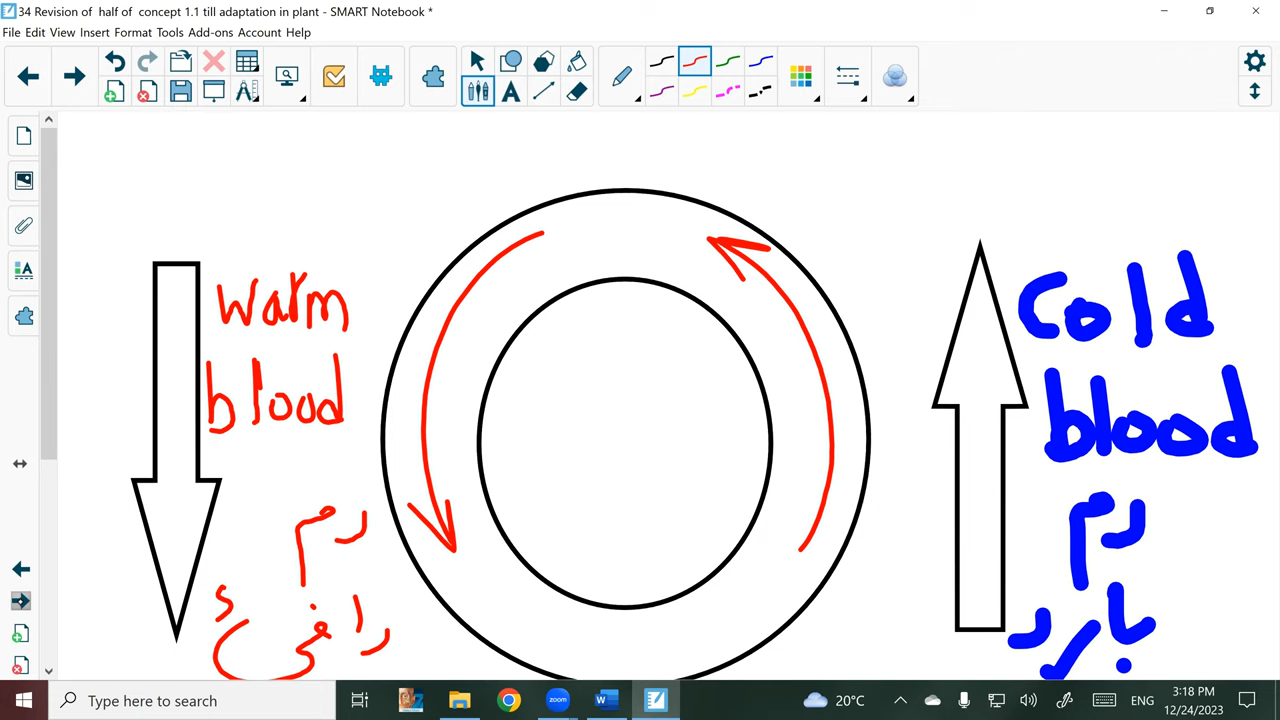 34 Revision of half of concept 1.1 till adaptation in plant - SMART Notebook *
File Edit View Insert Format Tools Add-ons Account Help
warm
blood
دم
دافئ
Cold
blood
دم
بارد
Type here to search
zoom
20°C
ENG
3:18 PM
12/24/2023